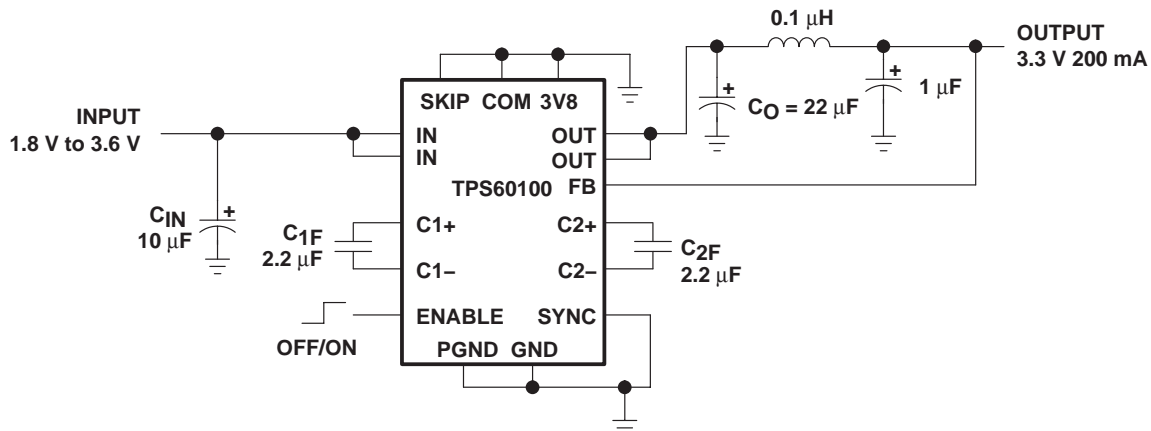 0.1 μH
OUTPUT
3.3 V 200 mA
+
+
1 μF
CO = 22 μF
INPUT
1.8 V to 3.6 V
SKIP COM 3V8
IN
OUT
IN
OUT
TPS60100
FB
CIN
+
10 μF
C1F
2.2 μF
C1+
C2+
C2F
2.2 μF
C1–
C2–
ENABLE
SYNC
OFF/ON
PGND GND